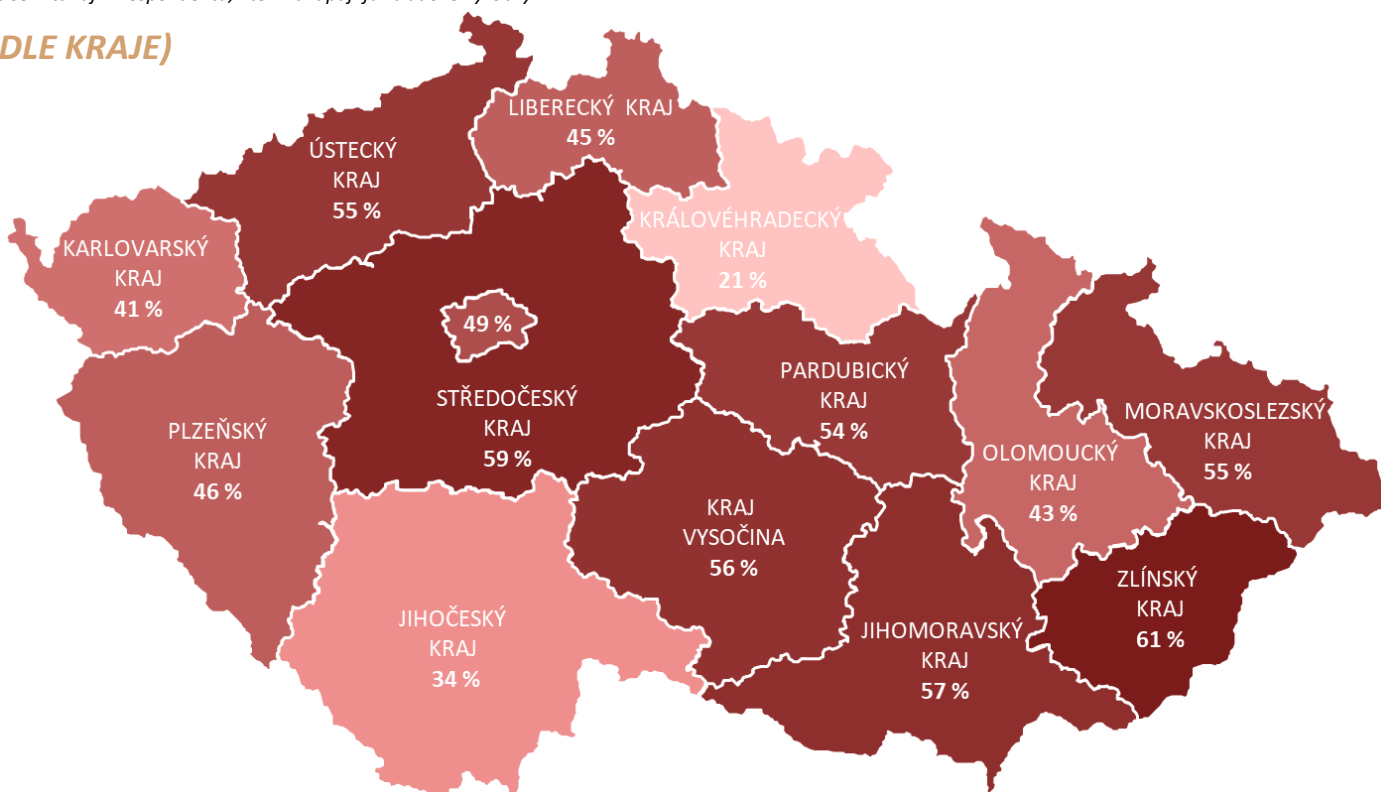 DLE KRAJE)
LIBERECKÝ KRAJ
45 %
ÚSTECKÝ
KRAJ
55 %
KRÁLOVÉHRADECKÝ
KRAJ
21 %
KARLOVARSKÝ
KRAJ
41 %
49 %
STŘEDOČESKÝ
KRAJ
59 %
PARDUBICKÝ
KRAJ
54 %
MORAVSKOSLEZSKÝ
KRAJ
55 %
PLZEŇSKÝ
KRAJ
46 %
OLOMOUCKÝ
KRAJ
43 %
KRAJ
VYSOČINA
56 %
ZLÍNSKÝ
KRAJ
61 %
JIHOČESKÝ
KRAJ
34 %
JIHOMORAVSKÝ
KRAJ
57 %